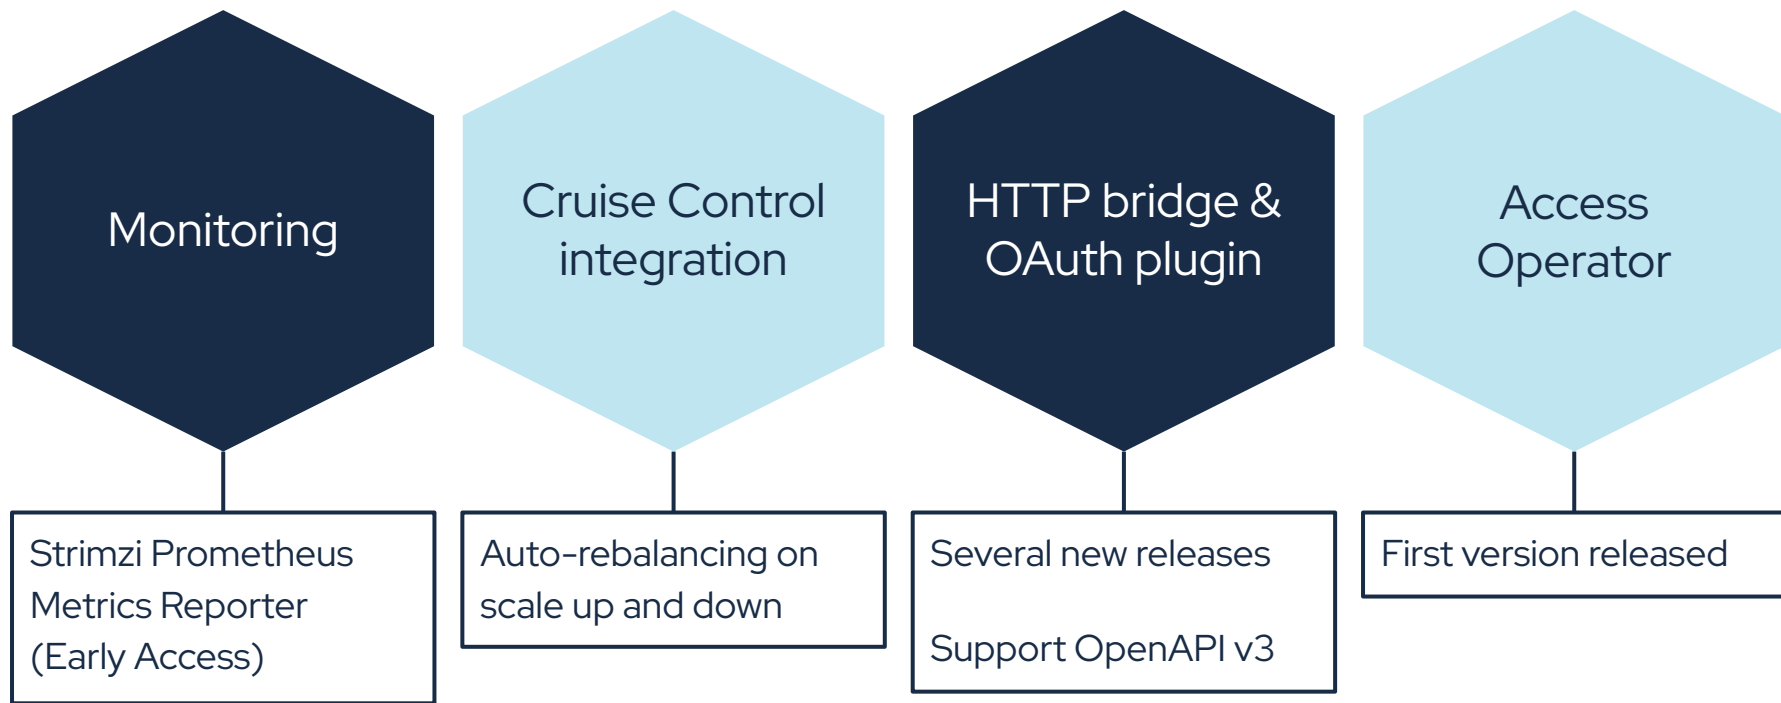 Monitoring
Cruise Control
integration
HTTP bridge &
OAuth plugin
Access
Operator
Strimzi Prometheus
Metrics Reporter
(Early Access)
Auto-rebalancing on
scale up and down
Several new releases
Support OpenAPI v3
First version released